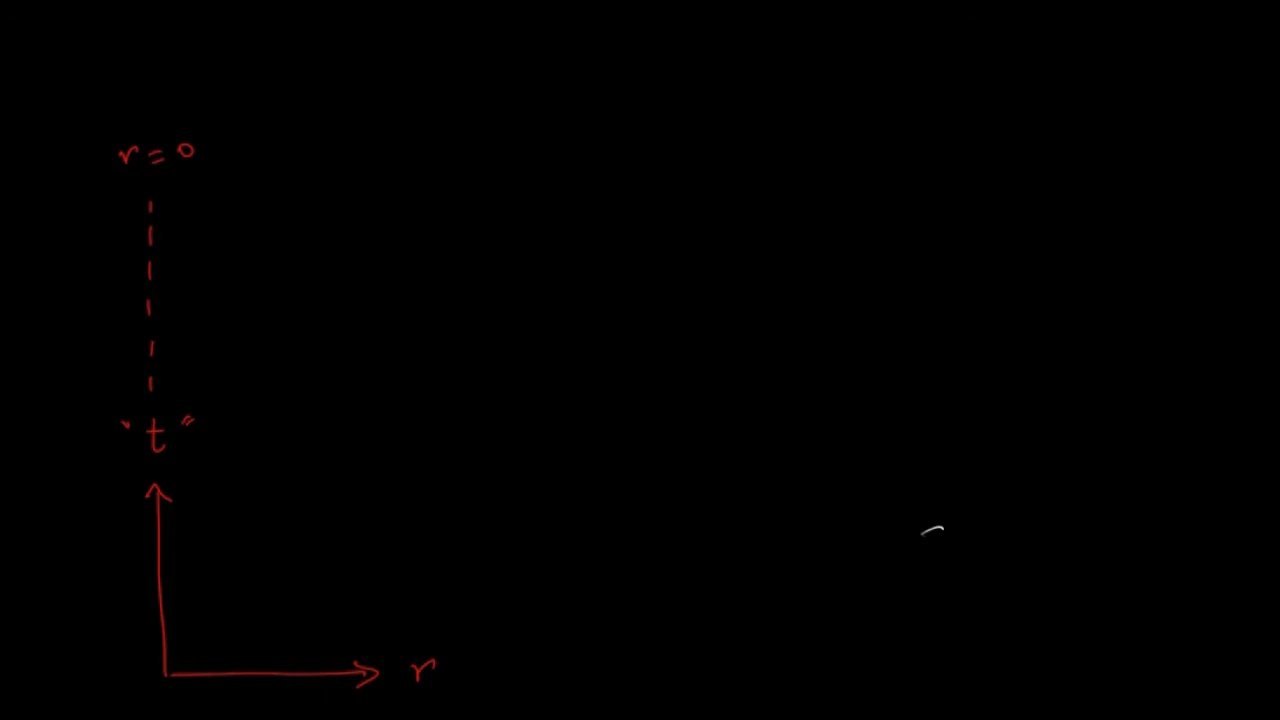 r = 0
"t"
r